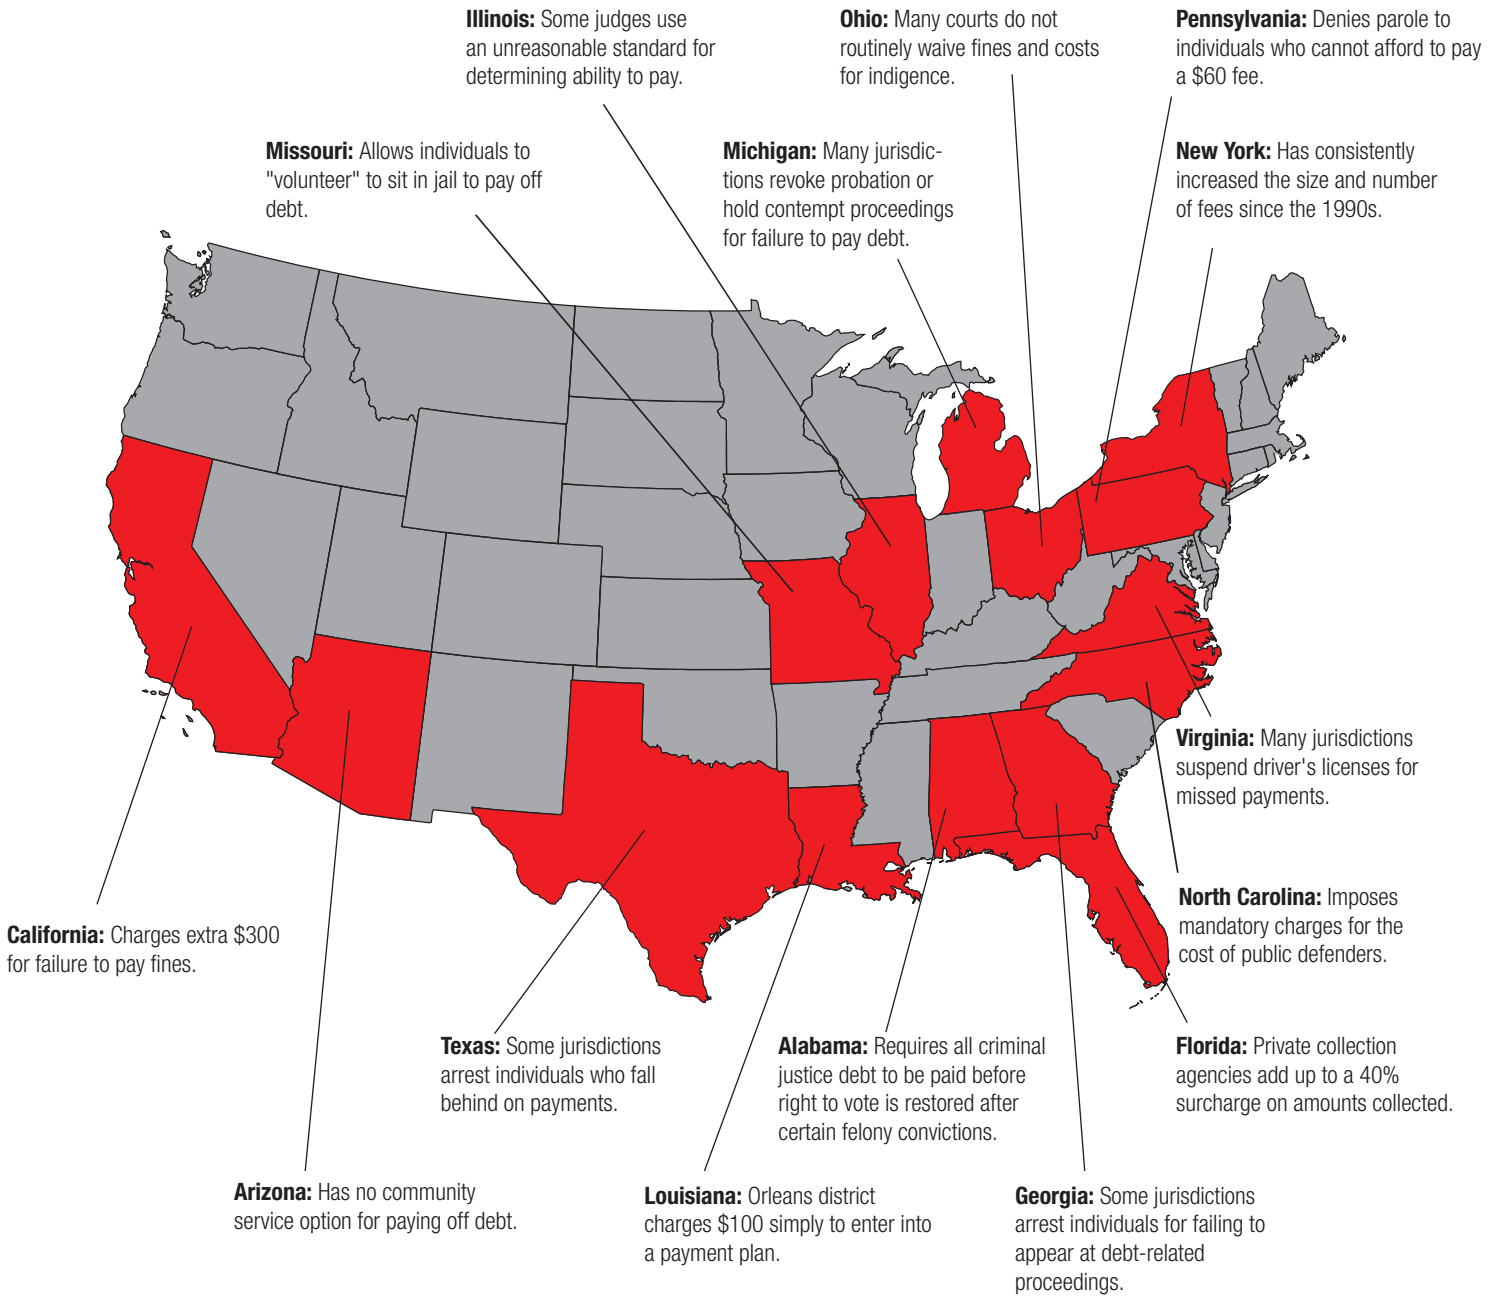 Illinois: Some judges use
an unreasonable standard for
determining ability to pay.
Ohio: Many courts do not
routinely waive fines and costs
for indigence.
Pennsylvania: Denies parole to
individuals who cannot afford to pay
a $60 fee.
Missouri: Allows individuals to
"volunteer" to sit in jail to pay off
debt.
Michigan: Many jurisdic-
tions revoke probation or
hold contempt proceedings
for failure to pay debt.
New York: Has consistently
increased the size and number
of fees since the 1990s.
Virginia: Many jurisdictions
suspend driver's licenses for
missed payments.
North Carolina: Imposes
mandatory charges for the
cost of public defenders.
California: Charges extra $300
for failure to pay fines.
Texas: Some jurisdictions
arrest individuals who fall
behind on payments.
Alabama: Requires all criminal
justice debt to be paid before
right to vote is restored after
certain felony convictions.
Florida: Private collection
agencies add up to a 40%
surcharge on amounts collected.
Arizona: Has no community
service option for paying off debt.
Louisiana: Orleans district
charges $100 simply to enter into
a payment plan.
Georgia: Some jurisdictions
arrest individuals for failing to
appear at debt-related
proceedings.